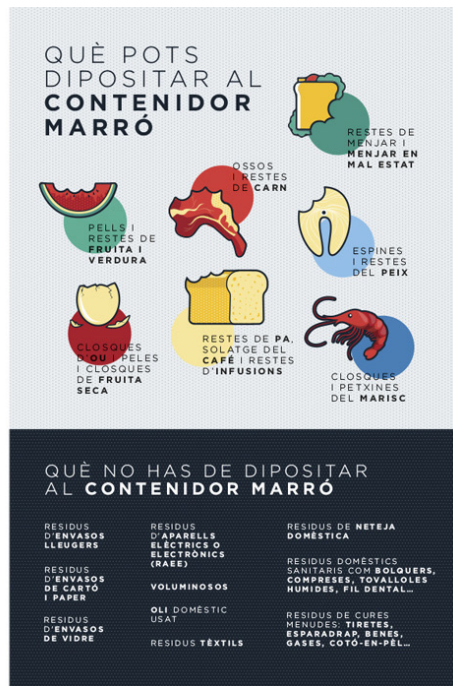 QUÈ POTS
DIPOSITAR AL
CONTENIDOR
MARRÓ
RESTES DE
MENJAR I
MENJAR EN
MAL ESTAT
OSSOS
I RESTES
DE CARN
PELLS I
RESTES DE
FRUITA I
VERDURA
ESPINES
I RESTES
DEL PEIX
CLOSQUES
D'OU I PELES
I CLOSQUES
DE FRUITA
SECA
RESTES DE PA,
SOLATGE DEL
CAFÉ I RESTES
D'INFUSIONS
CLOSQUES
I PETXINES
DEL MARISC
QUÈ NO HAS DE DIPOSITAR
AL CONTENIDOR MARRÓ
RESIDUS
D'ENVASOS
LLEUGERS
RESIDUS
D'ENVASOS
DE CARTÓ
I PAPER
RESIDUS
D'ENVASOS
DE VIDRE
RESIDUS
D'APARELLS
ELÈCTRICS O
ELECTRÒNICS
(RAEE)
VOLUMINOSOS
OLI DOMÈSTIC
USAT
RESIDUS TÈXTILS
RESIDUS DE NETEJA
DOMÈSTICA
RESIDUS DOMÈSTICS
SANITARIS COM BOLQUERS,
COMPRESES, TOVALLOLES
HUMIDES, FIL DENTAL...
RESIDUS DE CURES
MENUDES: TIRETES,
ESPARADRAP, BENES,
GASES, COTÓ-EN-PÈL...